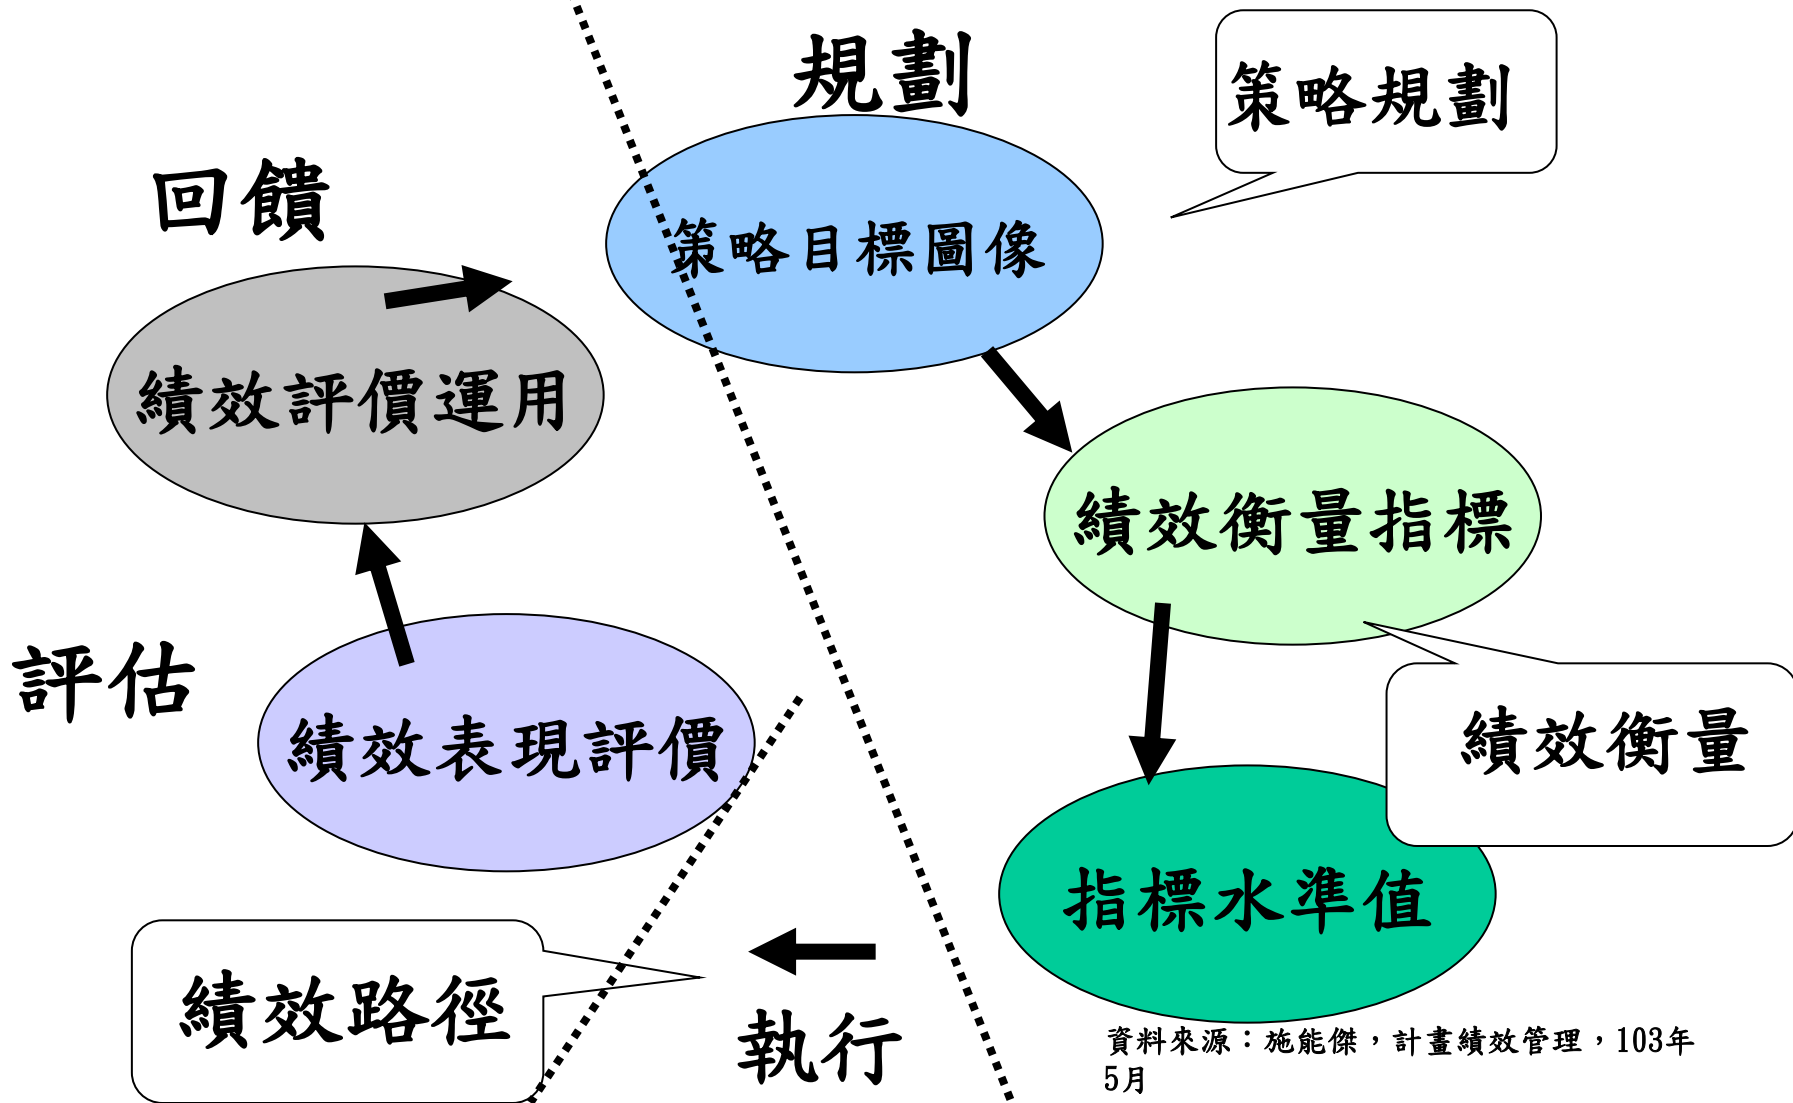 規劃
策略規劃
回饋
策略目標圖像
績效評價運用
績效衡量指標
評估
績效表現評價
績效衡量
指標水準值
績效路徑
執行
資料來源：施能傑，計畫績效管理，103年
5月